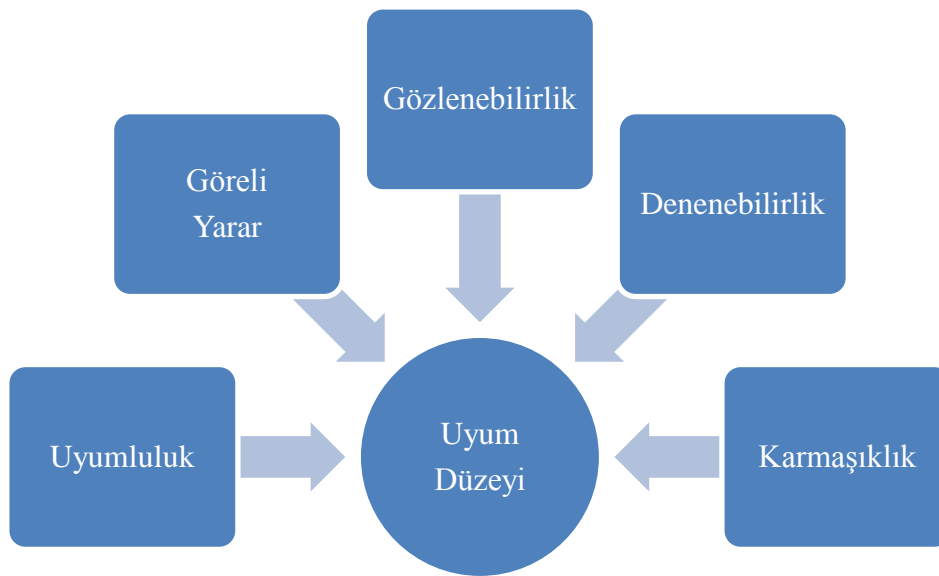 Gözlenebilirlik
Göreli
Yarar
Denenebilirlik
Uyumluluk
Uyum
Düzeyi
Karmaşıklık